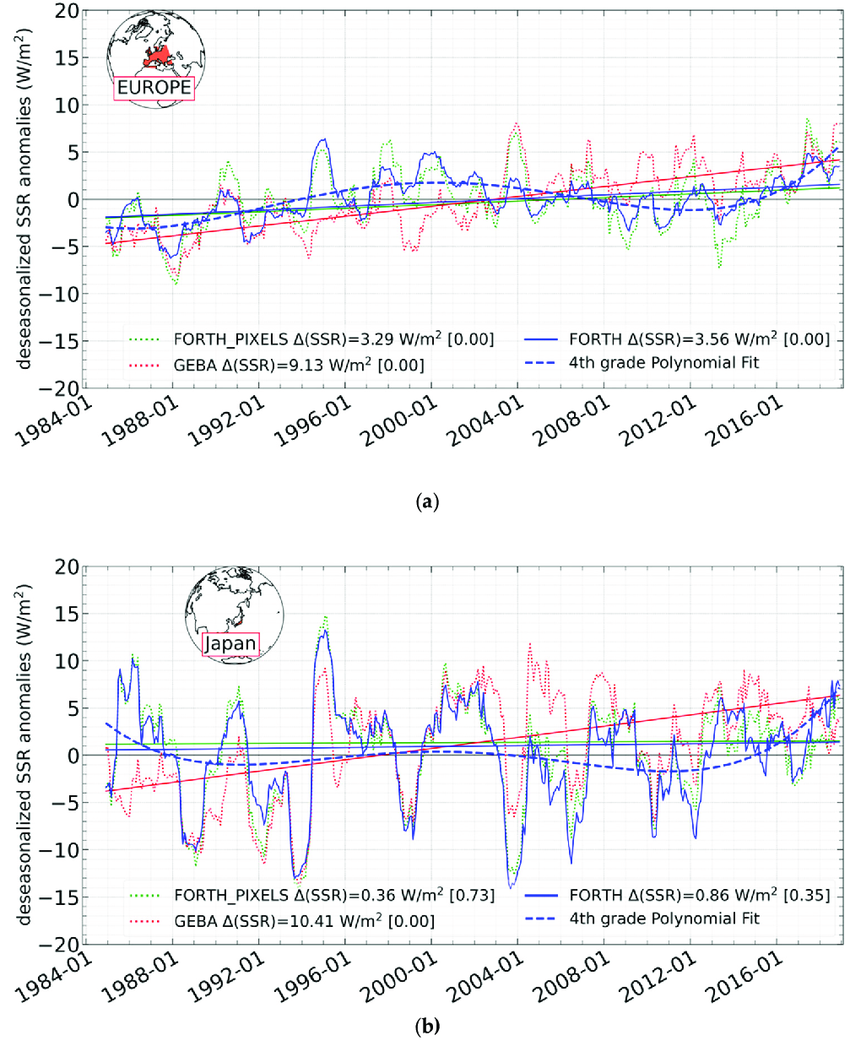 deseasonalized SSR anomalies (W/m²)
20
15
10
5
0
−5
−10
−15
−20
EUROPE
FORTH_PIXELS Δ(SSR)=3.29 W/m² [0.00]
GEBA Δ(SSR)=9.13 W/m² [0.00]
FORTH Δ(SSR)=3.56 W/m² [0.00]
4th grade Polynomial Fit
1984-01
1988-01
1992-01
1996-01
2000-01
2004-01
2008-01
2012-01
2016-01
(a)
deseasonalized SSR anomalies (W/m²)
20
15
10
5
0
−5
−10
−15
−20
Japan
FORTH_PIXELS Δ(SSR)=0.36 W/m² [0.73]
GEBA Δ(SSR)=10.41 W/m² [0.00]
FORTH Δ(SSR)=0.86 W/m² [0.35]
4th grade Polynomial Fit
1984-01
1988-01
1992-01
1996-01
2000-01
2004-01
2008-01
2012-01
2016-01
(b)